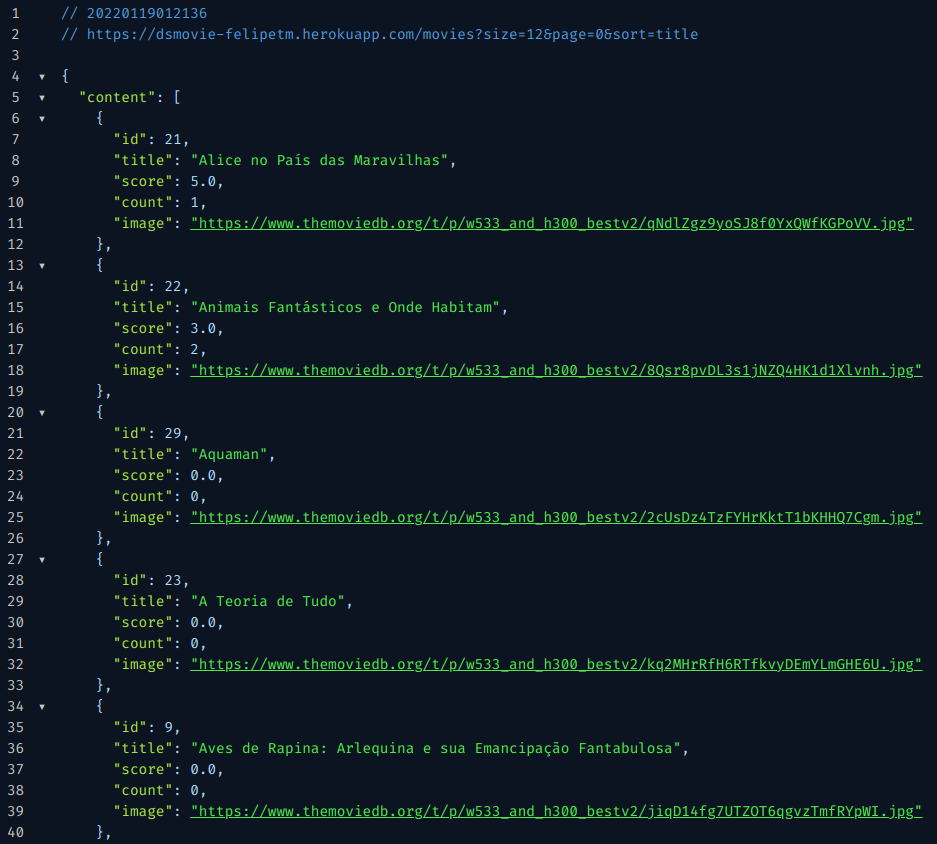 1 // 20220119012136
2 // https://dsmovie-felipetm.herokuapp.com/movies?size=12&page=0&sort=title
3
4 ▼ {
5 ▼ "content": [
6 ▼ {
7 "id": 21,
8 "title": "Alice no País das Maravilhas",
9 "score": 5.0,
10 "count": 1,
11 "image": "https://www.themoviedb.org/t/p/w533_and_h300_bestv2/qNdlZgz9yoSJ8f0YxQWfKGPoVV.jpg"
12 },
13 ▼ {
14 "id": 22,
15 "title": "Animais Fantásticos e Onde Habitam",
16 "score": 3.0,
17 "count": 2,
18 "image": "https://www.themoviedb.org/t/p/w533_and_h300_bestv2/8Qsr8pvDL3s1jNZQ4HK1d1Xlvnh.jpg"
19 },
20 ▼ {
21 "id": 29,
22 "title": "Aquaman",
23 "score": 0.0,
24 "count": 0,
25 "image": "https://www.themoviedb.org/t/p/w533_and_h300_bestv2/2cUsDz4TzFYHrKktT1bKHHQ7Cgm.jpg"
26 },
27 ▼ {
28 "id": 23,
29 "title": "A Teoria de Tudo",
30 "score": 0.0,
31 "count": 0,
32 "image": "https://www.themoviedb.org/t/p/w533_and_h300_bestv2/kq2MHrRfH6RTfkvyDEmYLmGHE6U.jpg"
33 },
34 ▼ {
35 "id": 9,
36 "title": "Aves de Rapina: Arlequina e sua Emancipação Fantabulosa",
37 "score": 0.0,
38 "count": 0,
39 "image": "https://www.themoviedb.org/t/p/w533_and_h300_bestv2/jiqD14fg7UTZOT6qgvzTmfRYpWI.jpg"
40 },